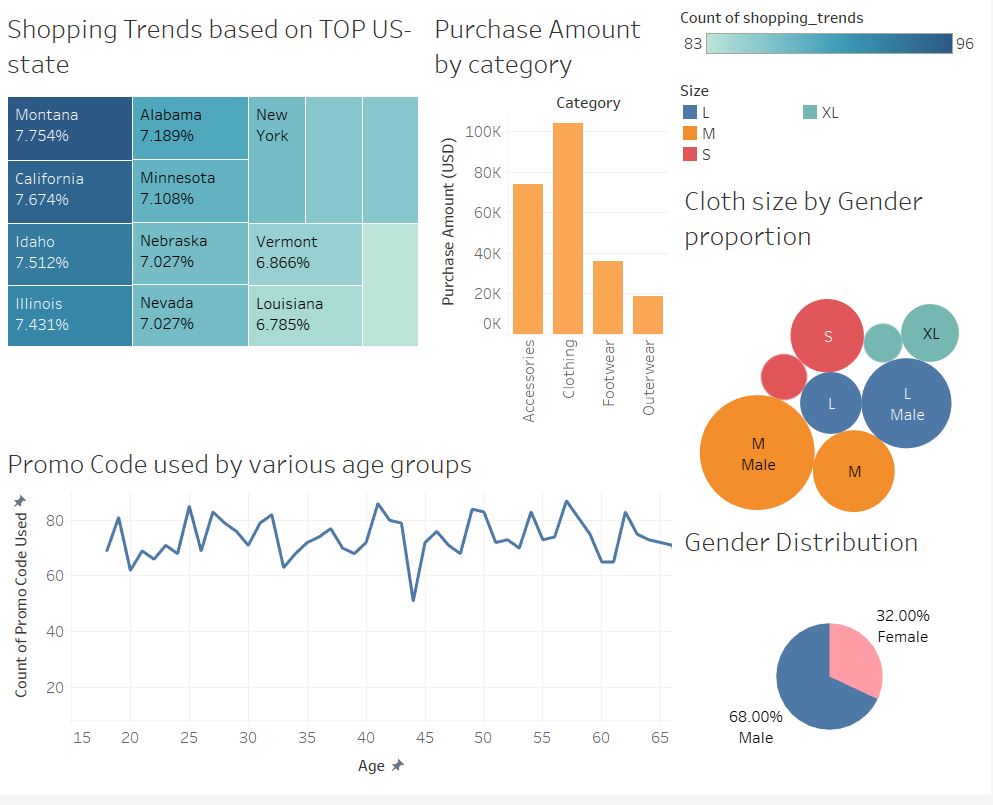 Shopping Trends based on TOP US-
state
Montana
7.754%
California
7.674%
Idaho
7.512%
Illinois
7.431%
Alabama
7.189%
Minnesota
7.108%
Nebraska
7.027%
Nevada
7.027%
New
York
Vermont
6.866%
Louisiana
6.785%
Purchase Amount
by category
Category
Purchase Amount (USD)
100K
80K
60K
40K
20K
0K
Accessories
Clothing
Footwear
Outerwear
Count of shopping_trends
83
96
Size
L
XL
M
S
Cloth size by Gender
proportion
S
XL
L
L
Male
M
Male
M
Promo Code used by various age groups
Count of Promo Code Used
80
60
40
20
15
20
25
30
35
40
45
50
55
60
65
Age
Gender Distribution
32.00%
Female
68.00%
Male